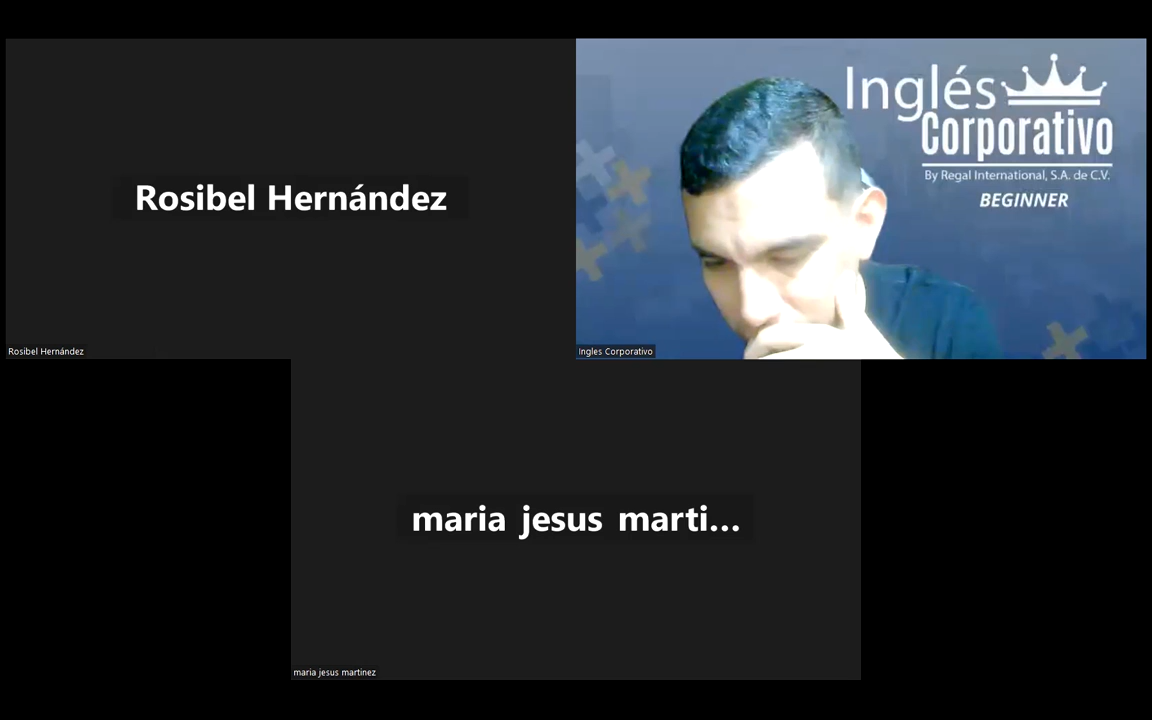 Rosibel Hernández
Rosibel Hernández
Inglés
Corporativo
By Regal International, S.A. de C.V.
BEGINNER
Ingles Corporativo
maria jesus marti...
maria jesus martinez